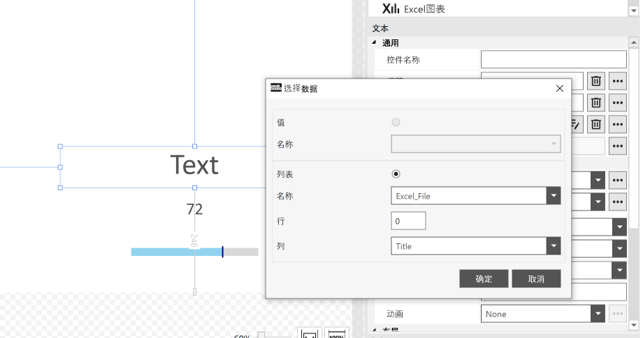 Excel图表
文本
通用
控件名称
选择数据
值
名称
列表
名称
Excel_File
行
0
列
Title
确定
取消
Text
72
246
动画
None